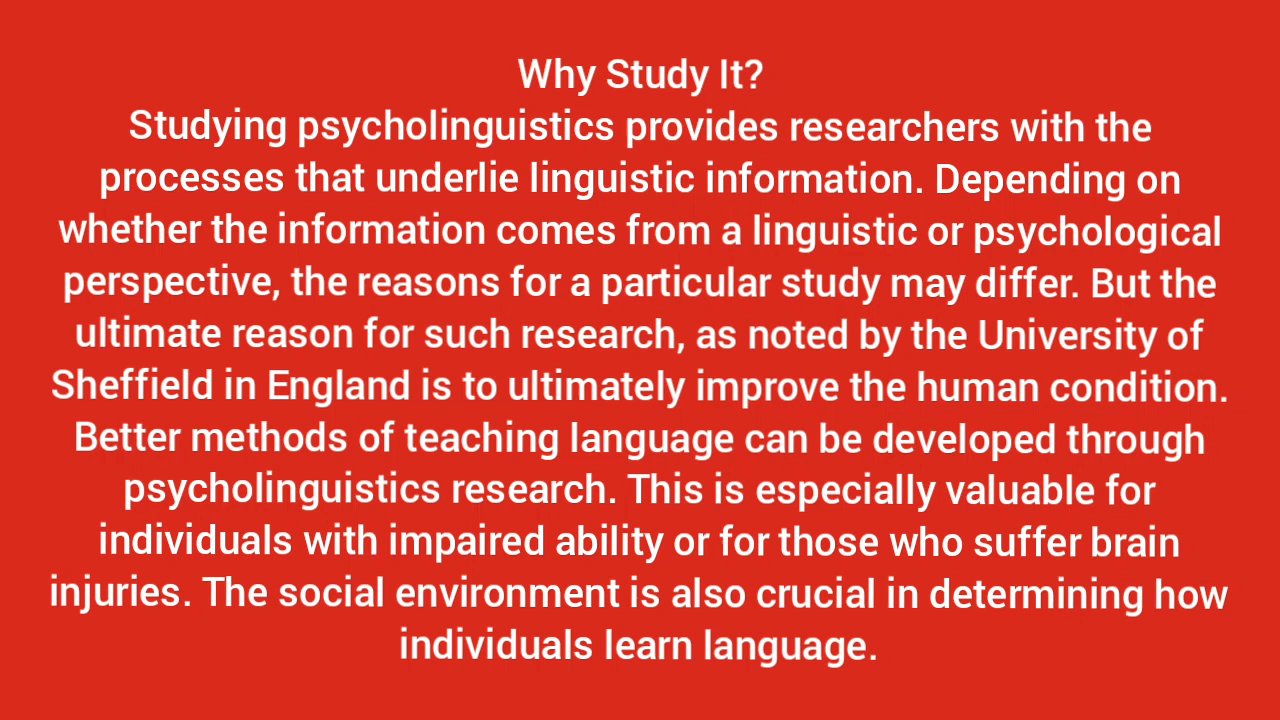 Why Study It?
Studying psycholinguistics provides researchers with the
processes that underlie linguistic information. Depending on
whether the information comes from a linguistic or psychological
perspective, the reasons for a particular study may differ. But the
ultimate reason for such research, as noted by the University of
Sheffield in England is to ultimately improve the human condition.
Better methods of teaching language can be developed through
psycholinguistics research. This is especially valuable for
individuals with impaired ability or for those who suffer brain
injuries. The social environment is also crucial in determining how
individuals learn language.